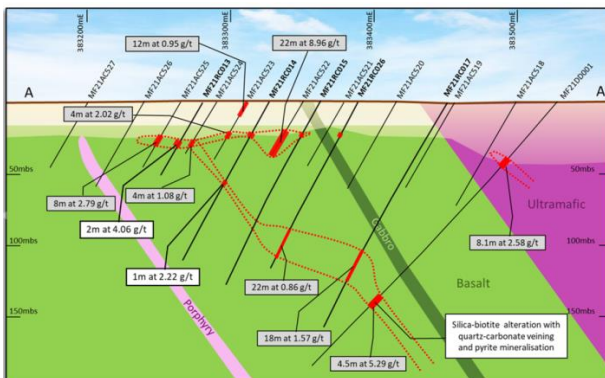 383200mE
383300mE
383400mE
383500mE
12m at 0.95 g/t
22m at 8.96 g/t
A
MF21AC527
MF21AC526
MF21AC525
MF21RC013
MF21AC524
MF21AC523
MF21RC014
MF21AC522
MF21RC015
MF21AC521
MF21RC026
MF21AC520
MF21RC017
MF21AC519
MF21AC518
MF21DD001
A
4m at 2.02 g/t
50mbs
50mbs
8m at 2.79 g/t
4m at 1.08 g/t
2m at 4.06 g/t
Ultramafic
Gabbro
8.1m at 2.58 g/t
100mbs
100mbs
1m at 2.22 g/t
22m at 0.86 g/t
Basalt
Porphyry
150mbs
150mbs
18m at 1.57 g/t
Silica-biotite alteration with
quartz-carbonate veining
and pyrite mineralisation
4.5m at 5.29 g/t